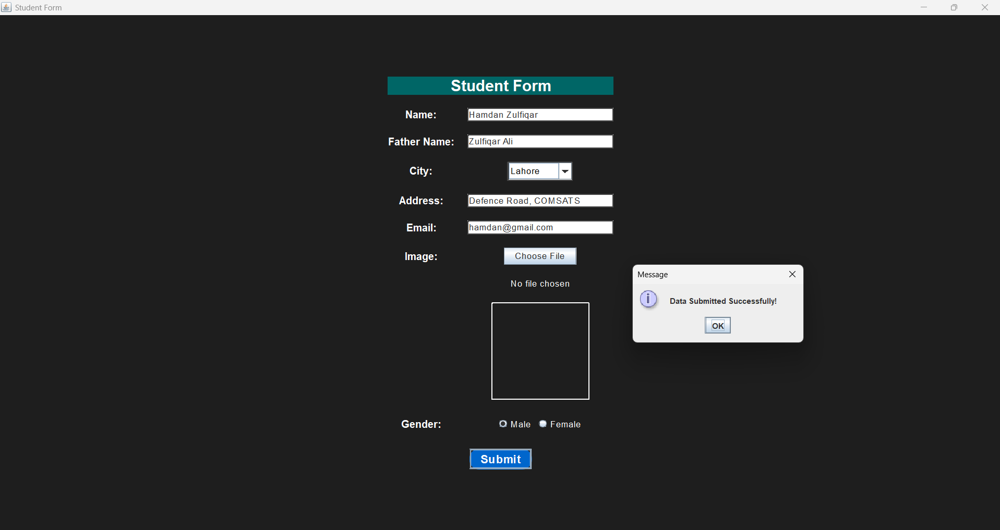 Student Form
Student Form
Name: Hamdan Zulfiqar
Father Name: Zulfiqar Ali
City: Lahore
Address: Defence Road, COMSATS
Email: hamdan@gmail.com
Image: Choose File
No file chosen
Message
Data Submitted Successfully!
OK
Gender: Male Female
Submit